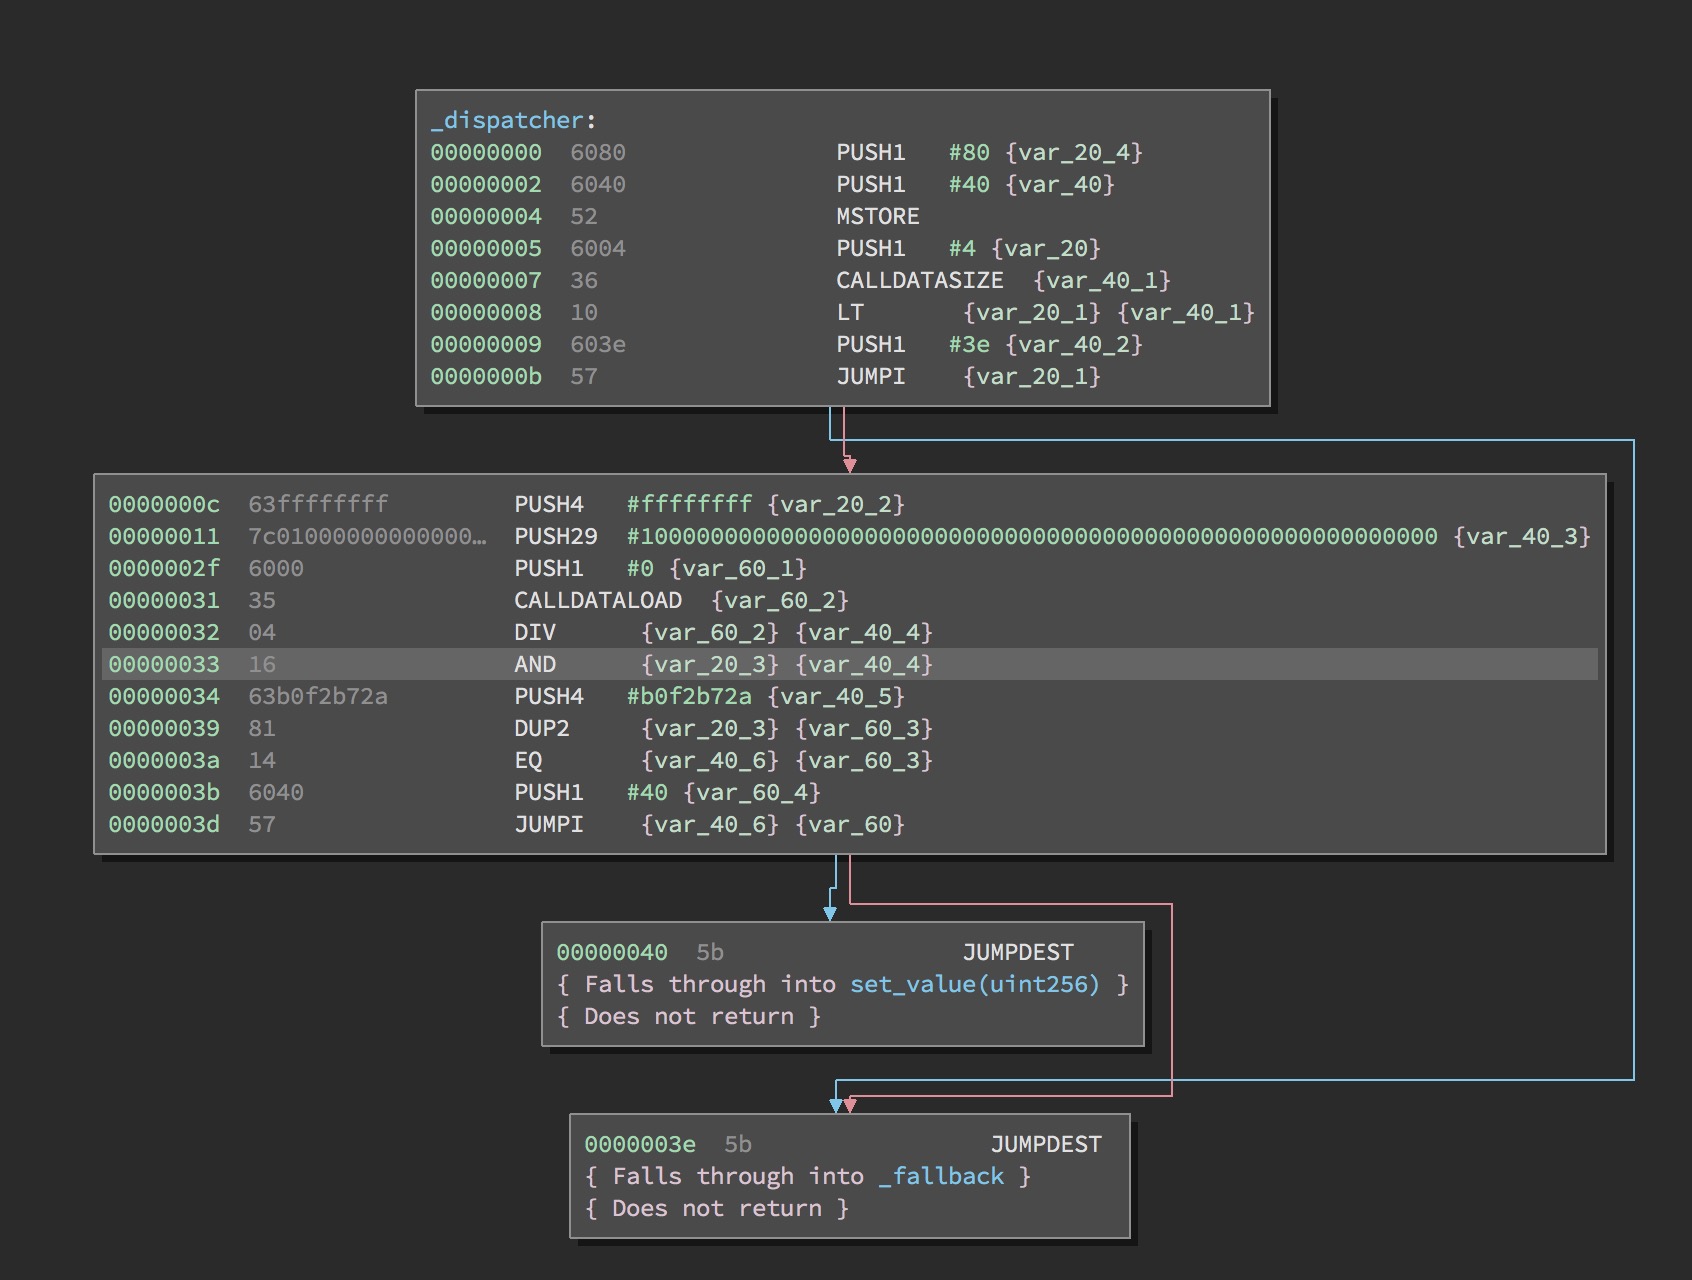 _dispatcher:
00000000 6080 PUSH1 #80 {var_20_4}
00000002 6040 PUSH1 #40 {var_40}
00000004 52 MSTORE
00000005 6004 PUSH1 #4 {var_20}
00000007 36 CALLDATASIZE {var_40_1}
00000008 10 LT {var_20_1} {var_40_1}
00000009 603e PUSH1 #3e {var_40_2}
0000000b 57 JUMPI {var_20_1}
0000000c 63ffffffff PUSH4 #ffffffff {var_20_2}
00000011 7c01000000000000… PUSH29 #100000000000000000000000000000000000000000000000000000000 {var_40_3}
0000002f 6000 PUSH1 #0 {var_60_1}
00000031 35 CALLDATALOAD {var_60_2}
00000032 04 DIV {var_60_2} {var_40_4}
00000033 16 AND {var_20_3} {var_40_4}
00000034 63b0f2b72a PUSH4 #b0f2b72a {var_40_5}
00000039 81 DUP2 {var_20_3} {var_60_3}
0000003a 14 EQ {var_40_6} {var_60_3}
0000003b 6040 PUSH1 #40 {var_60_4}
0000003d 57 JUMPI {var_40_6} {var_60}
00000040 5b JUMPDEST
{ Falls through into set_value(uint256) }
{ Does not return }
0000003e 5b JUMPDEST
{ Falls through into _fallback }
{ Does not return }